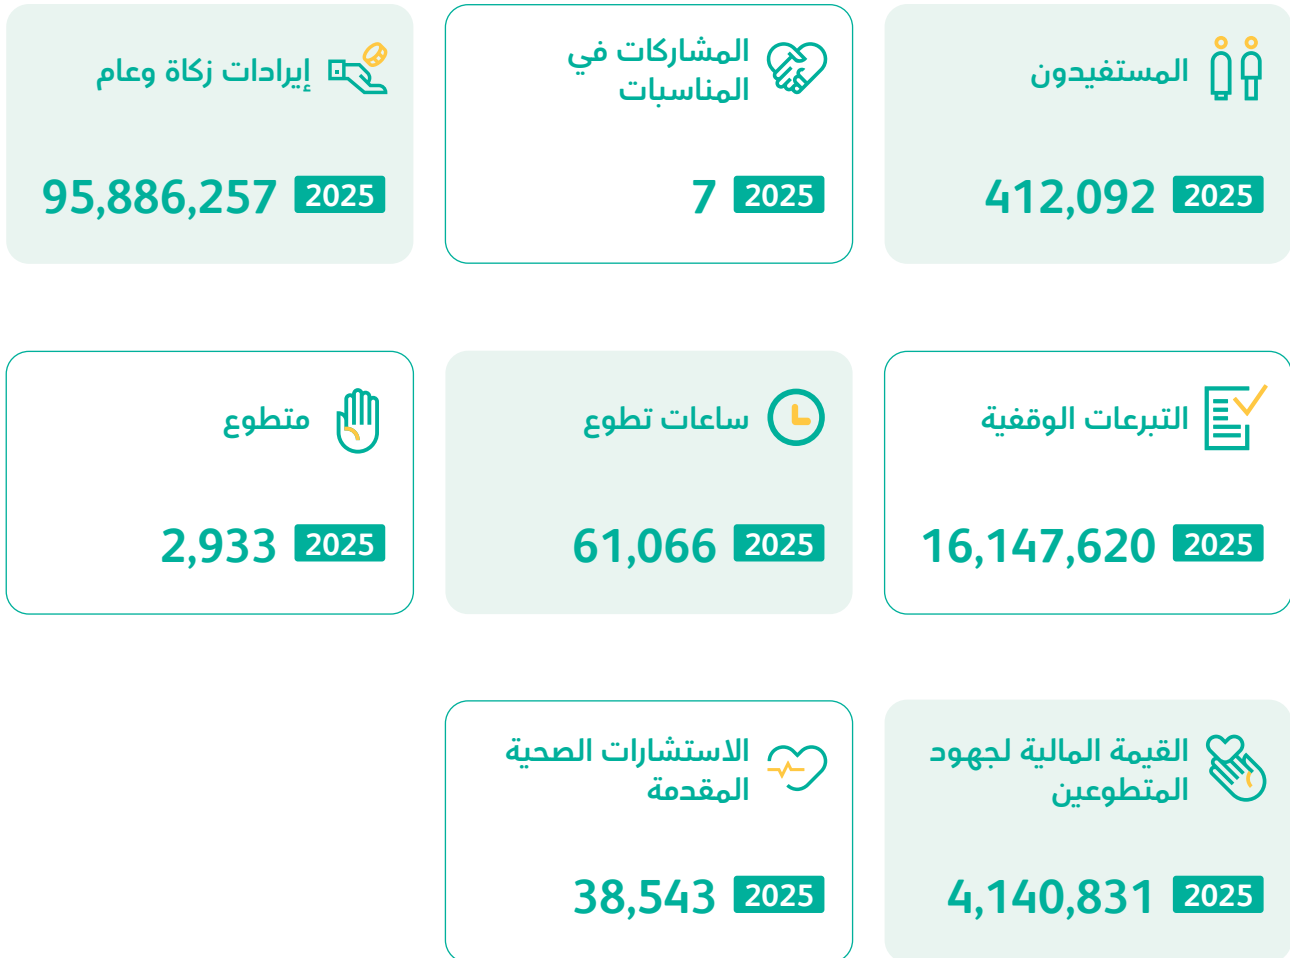 المستفيدون
2025 412,092
المشاركات في
المناسبات
2025 7
إيرادات زكاة وعام
2025 95,886,257
التبرعات الوقفية
2025 16,147,620
ساعات تطوع
2025 61,066
متطوع
2025 2,933
القيمة المالية لجهود
المتطوعين
2025 4,140,831
الاستشارات الصحية
المقدمة
2025 38,543